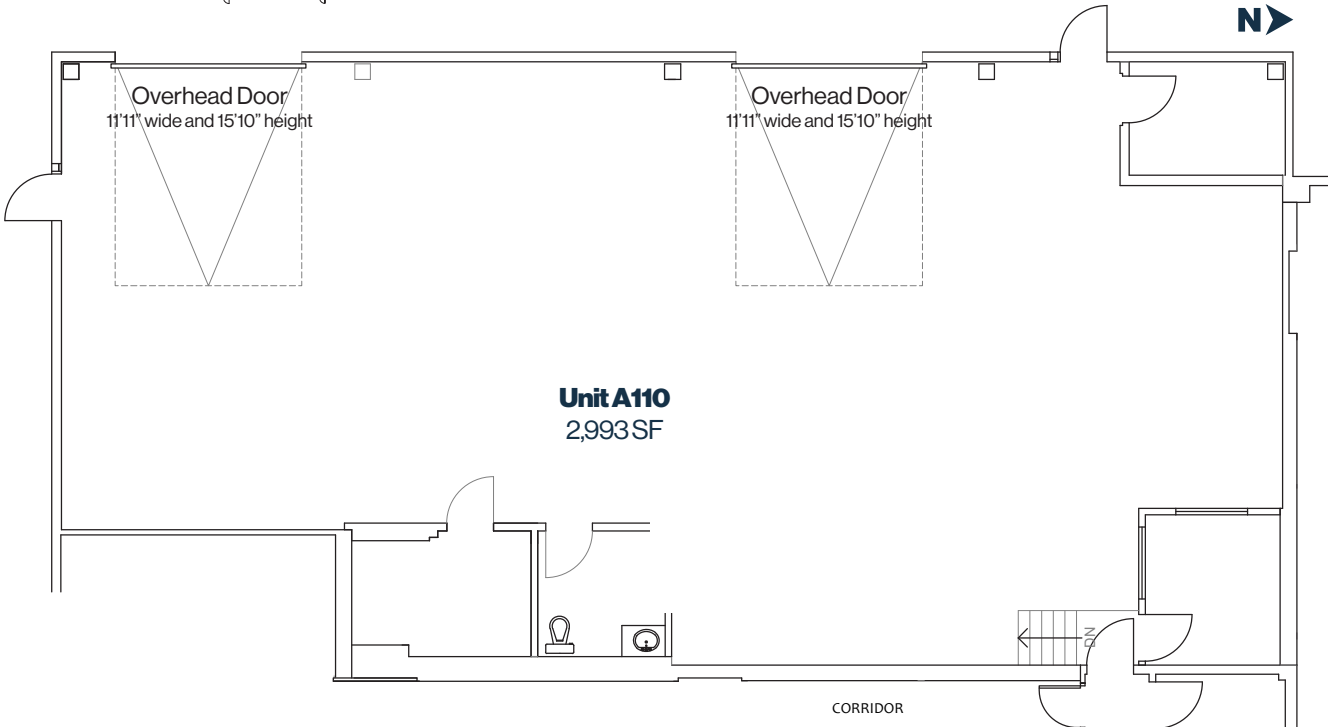 N
Overhead Door
11'11" wide and 15'10" height
Overhead Door
11'11" wide and 15'10" height
Unit A110
2,993 SF
DN
CORRIDOR